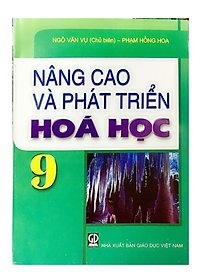 NGÔ VĂN VỤ (Chủ biên) - PHẠM HỒNG HOA
NÂNG CAO
VÀ PHÁT TRIỂN
HOÁ HỌC
9
NHÀ XUẤT BẢN GIÁO DỤC VIỆT NAM